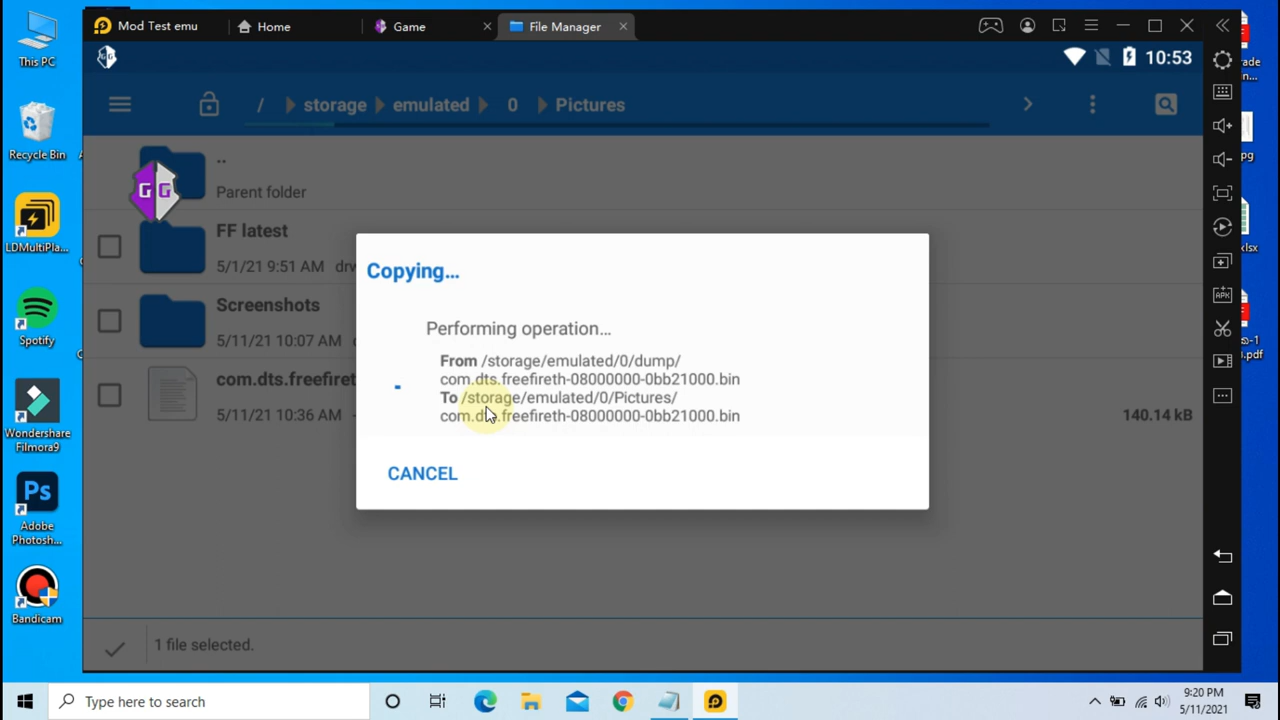 Mod Test emu
Home
Game
File Manager
This PC
10:53
/ storage emulated 0 Pictures
Recycle Bin
..
Parent folder
G G
FF latest
5/1/21 9:51 AM
LDMultiPla...
Screenshots
5/11/21 10:07 AM
Spotify
com.dts.freefiret
5/11/21 10:36 AM
140.14 kB
Copying...
Performing operation...
From /storage/emulated/0/dump/
com.dts.freefireth-08000000-0bb21000.bin
To /storage/emulated/0/Pictures/
com.dts.freefireth-08000000-0bb21000.bin
CANCEL
Wondershare
Filmora9
Ps
Adobe
Photosh...
Bandicam
1 file selected.
APK
.pdf
Type here to search
9:20 PM
5/11/2021